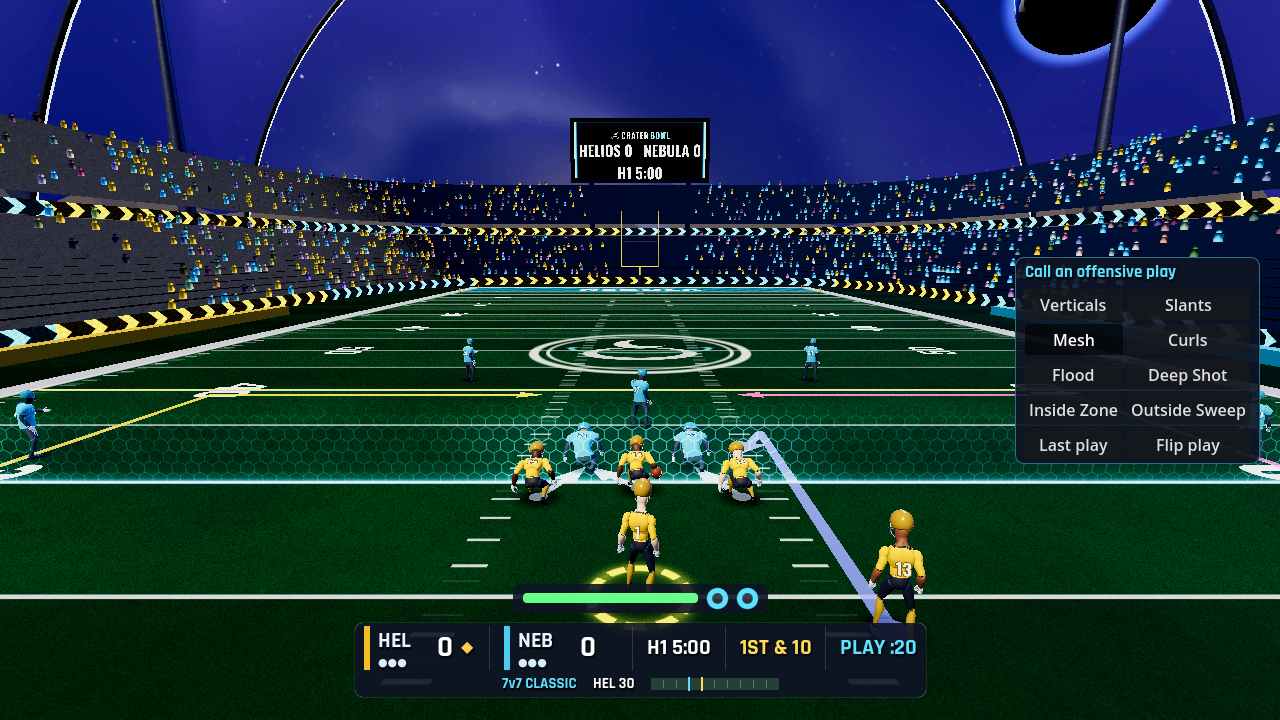 CRATER BOWL
HELIOS 0 NEBULA 0
H1 5:00
Call an offensive play
Verticals Slants
Mesh Curls
Flood Deep Shot
Inside Zone Outside Sweep
Last play Flip play
1
13
HEL 0 NEB 0 H1 5:00 1ST & 10 PLAY :20
7v7 CLASSIC HEL 30